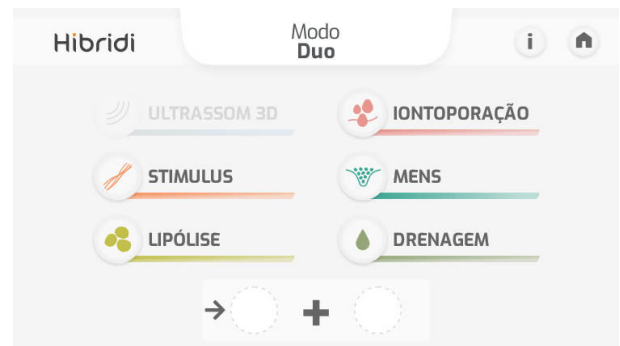 Hibridi
Modo
Duo
i
ULTRASSOM 3D
IONTOPORAÇÃO
STIMULUS
MENS
LIPÓLISE
DRENAGEM